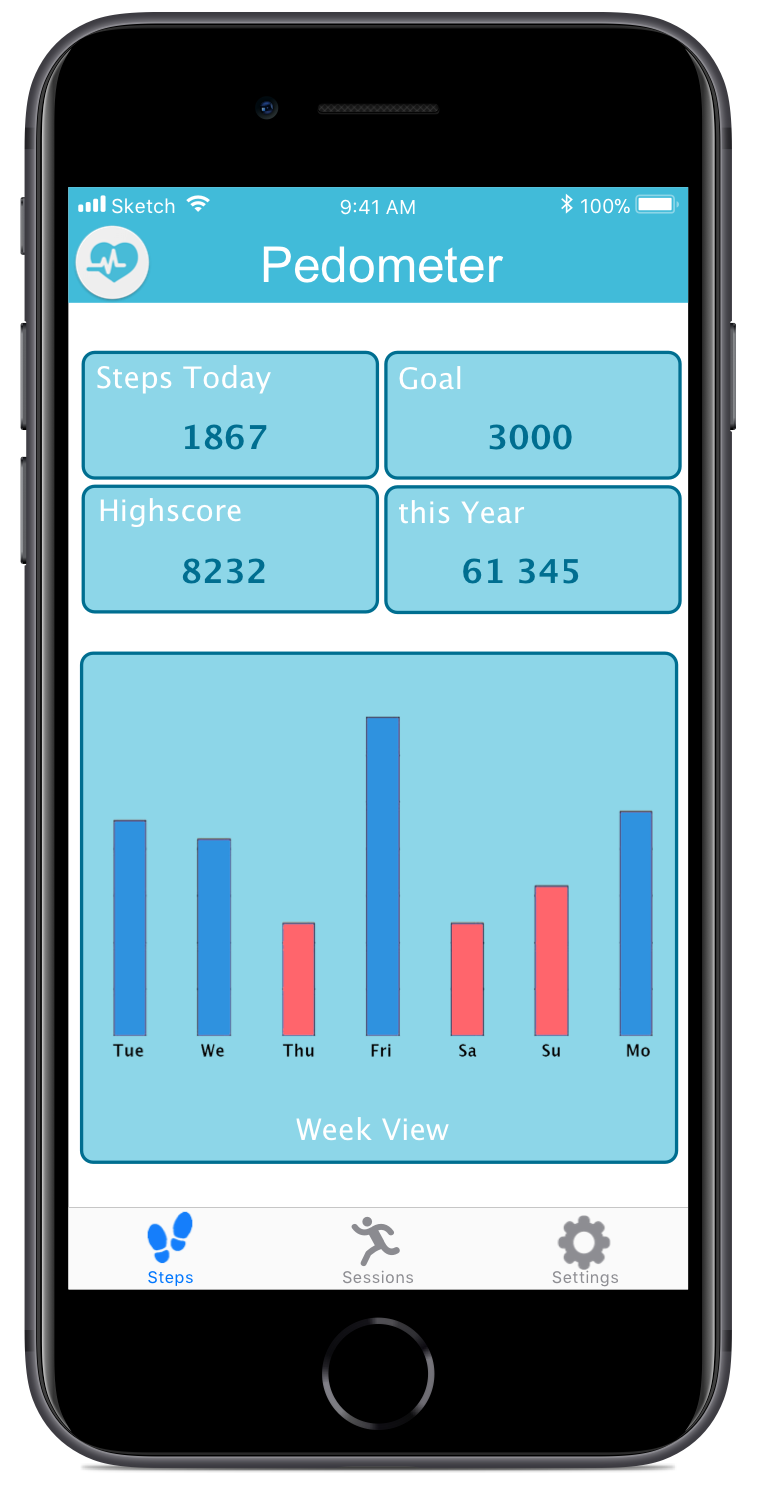 Sketch 9:41 AM 100%
Pedometer
Steps Today
1867
Goal
3000
Highscore
8232
this Year
61 345
Tue We Thu Fri Sa Su Mo
Week View
Steps Sessions Settings